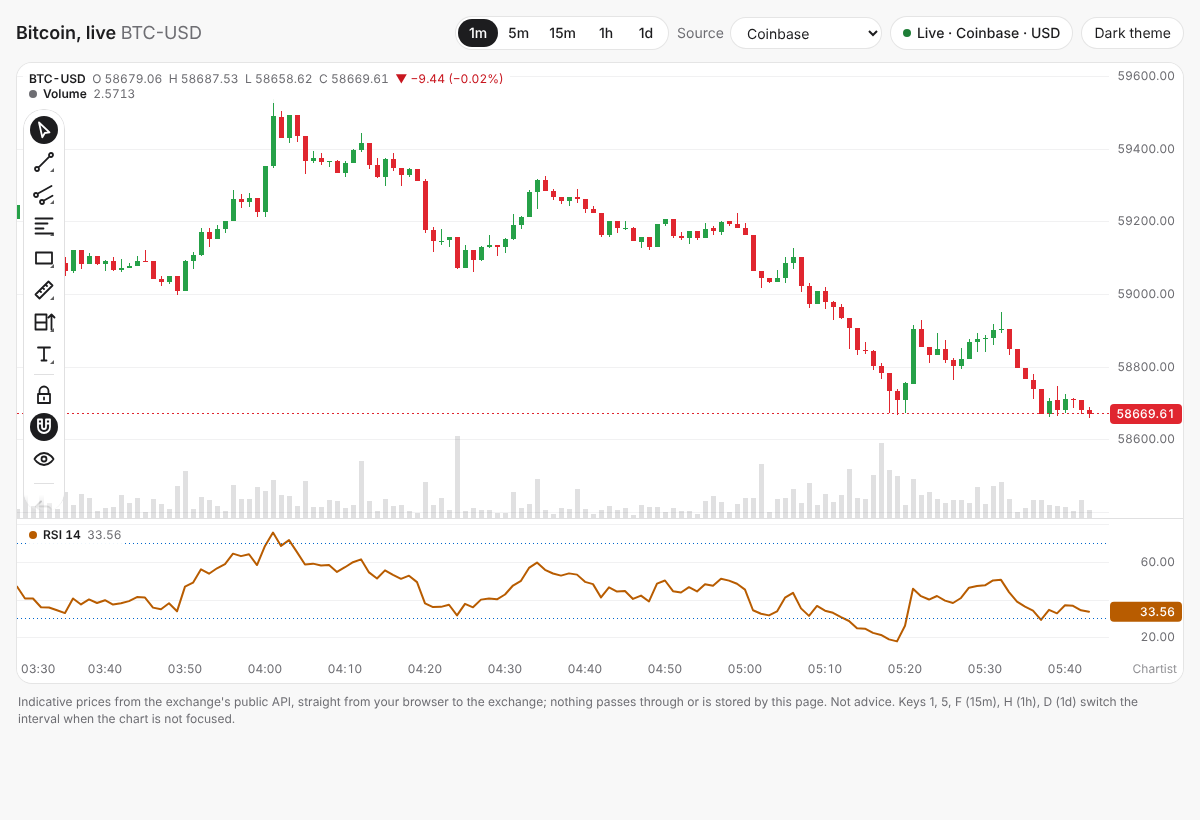 Bitcoin, live BTC-USD
1m 5m 15m 1h 1d Source Coinbase Live · Coinbase · USD Dark theme
BTC-USD O 58679.06 H 58687.53 L 58658.62 C 58669.61 ▼ −9.44 (−0.02%)
Volume 2.5713
59600.00
59400.00
59200.00
59000.00
58800.00
58669.61
58600.00
T
RSI 14 33.56
60.00
33.56
20.00
03:30 03:40 03:50 04:00 04:10 04:20 04:30 04:40 04:50 05:00 05:10 05:20 05:30 05:40 Chartist
Indicative prices from the exchange's public API, straight from your browser to the exchange; nothing passes through or is stored by this page. Not advice. Keys 1, 5, F (15m), H (1h), D (1d) switch the
interval when the chart is not focused.